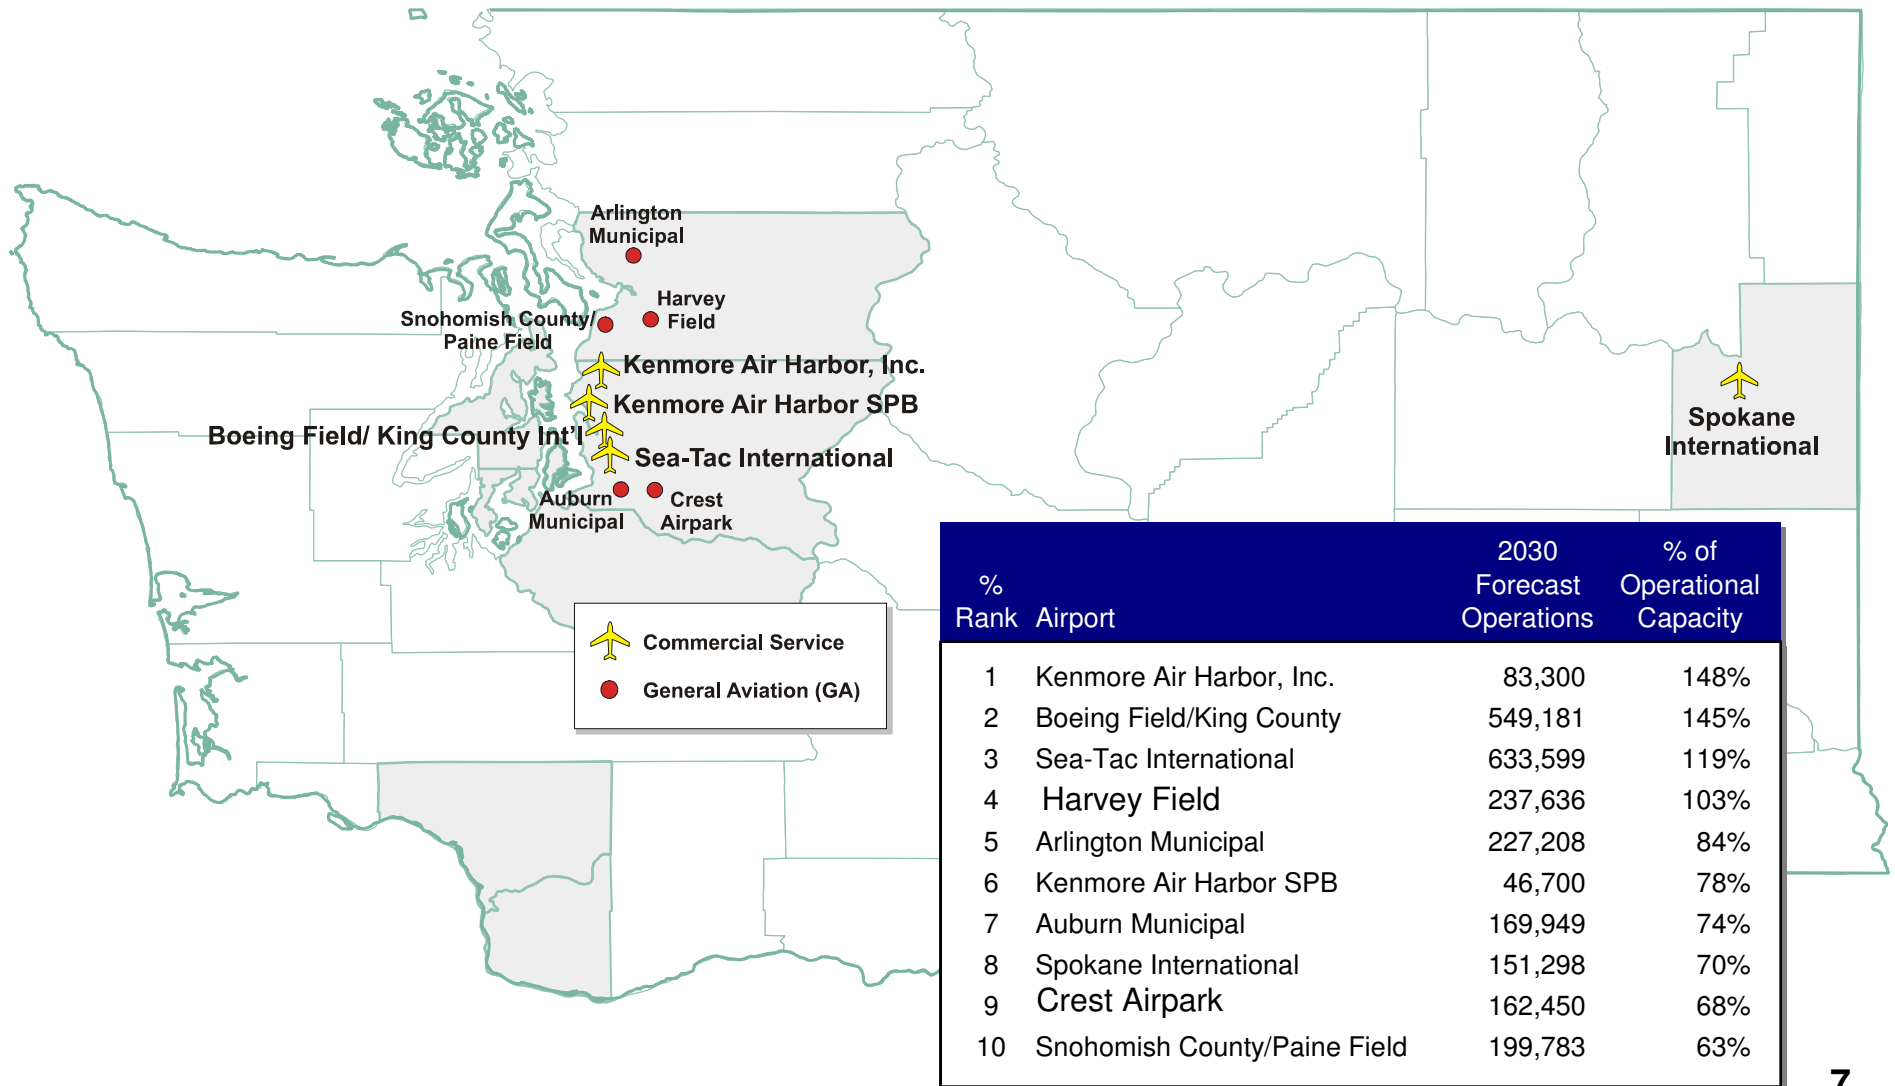 Arlington
Municipal
Harvey
Field
Snohomish County/
Paine Field
Kenmore Air Harbor, Inc.
Kenmore Air Harbor SPB
Boeing Field/ King County Int'l
Sea-Tac International
Auburn
Municipal
Crest
Airpark
Spokane
International
Commercial Service
General Aviation (GA)
% Rank Airport 2030 Forecast Operations % of Operational Capacity
1 Kenmore Air Harbor, Inc. 83,300 148%
2 Boeing Field/King County 549,181 145%
3 Sea-Tac International 633,599 119%
4 Harvey Field 237,636 103%
5 Arlington Municipal 227,208 84%
6 Kenmore Air Harbor SPB 46,700 78%
7 Auburn Municipal 169,949 74%
8 Spokane International 151,298 70%
9 Crest Airpark 162,450 68%
10 Snohomish County/Paine Field 199,783 63%
7